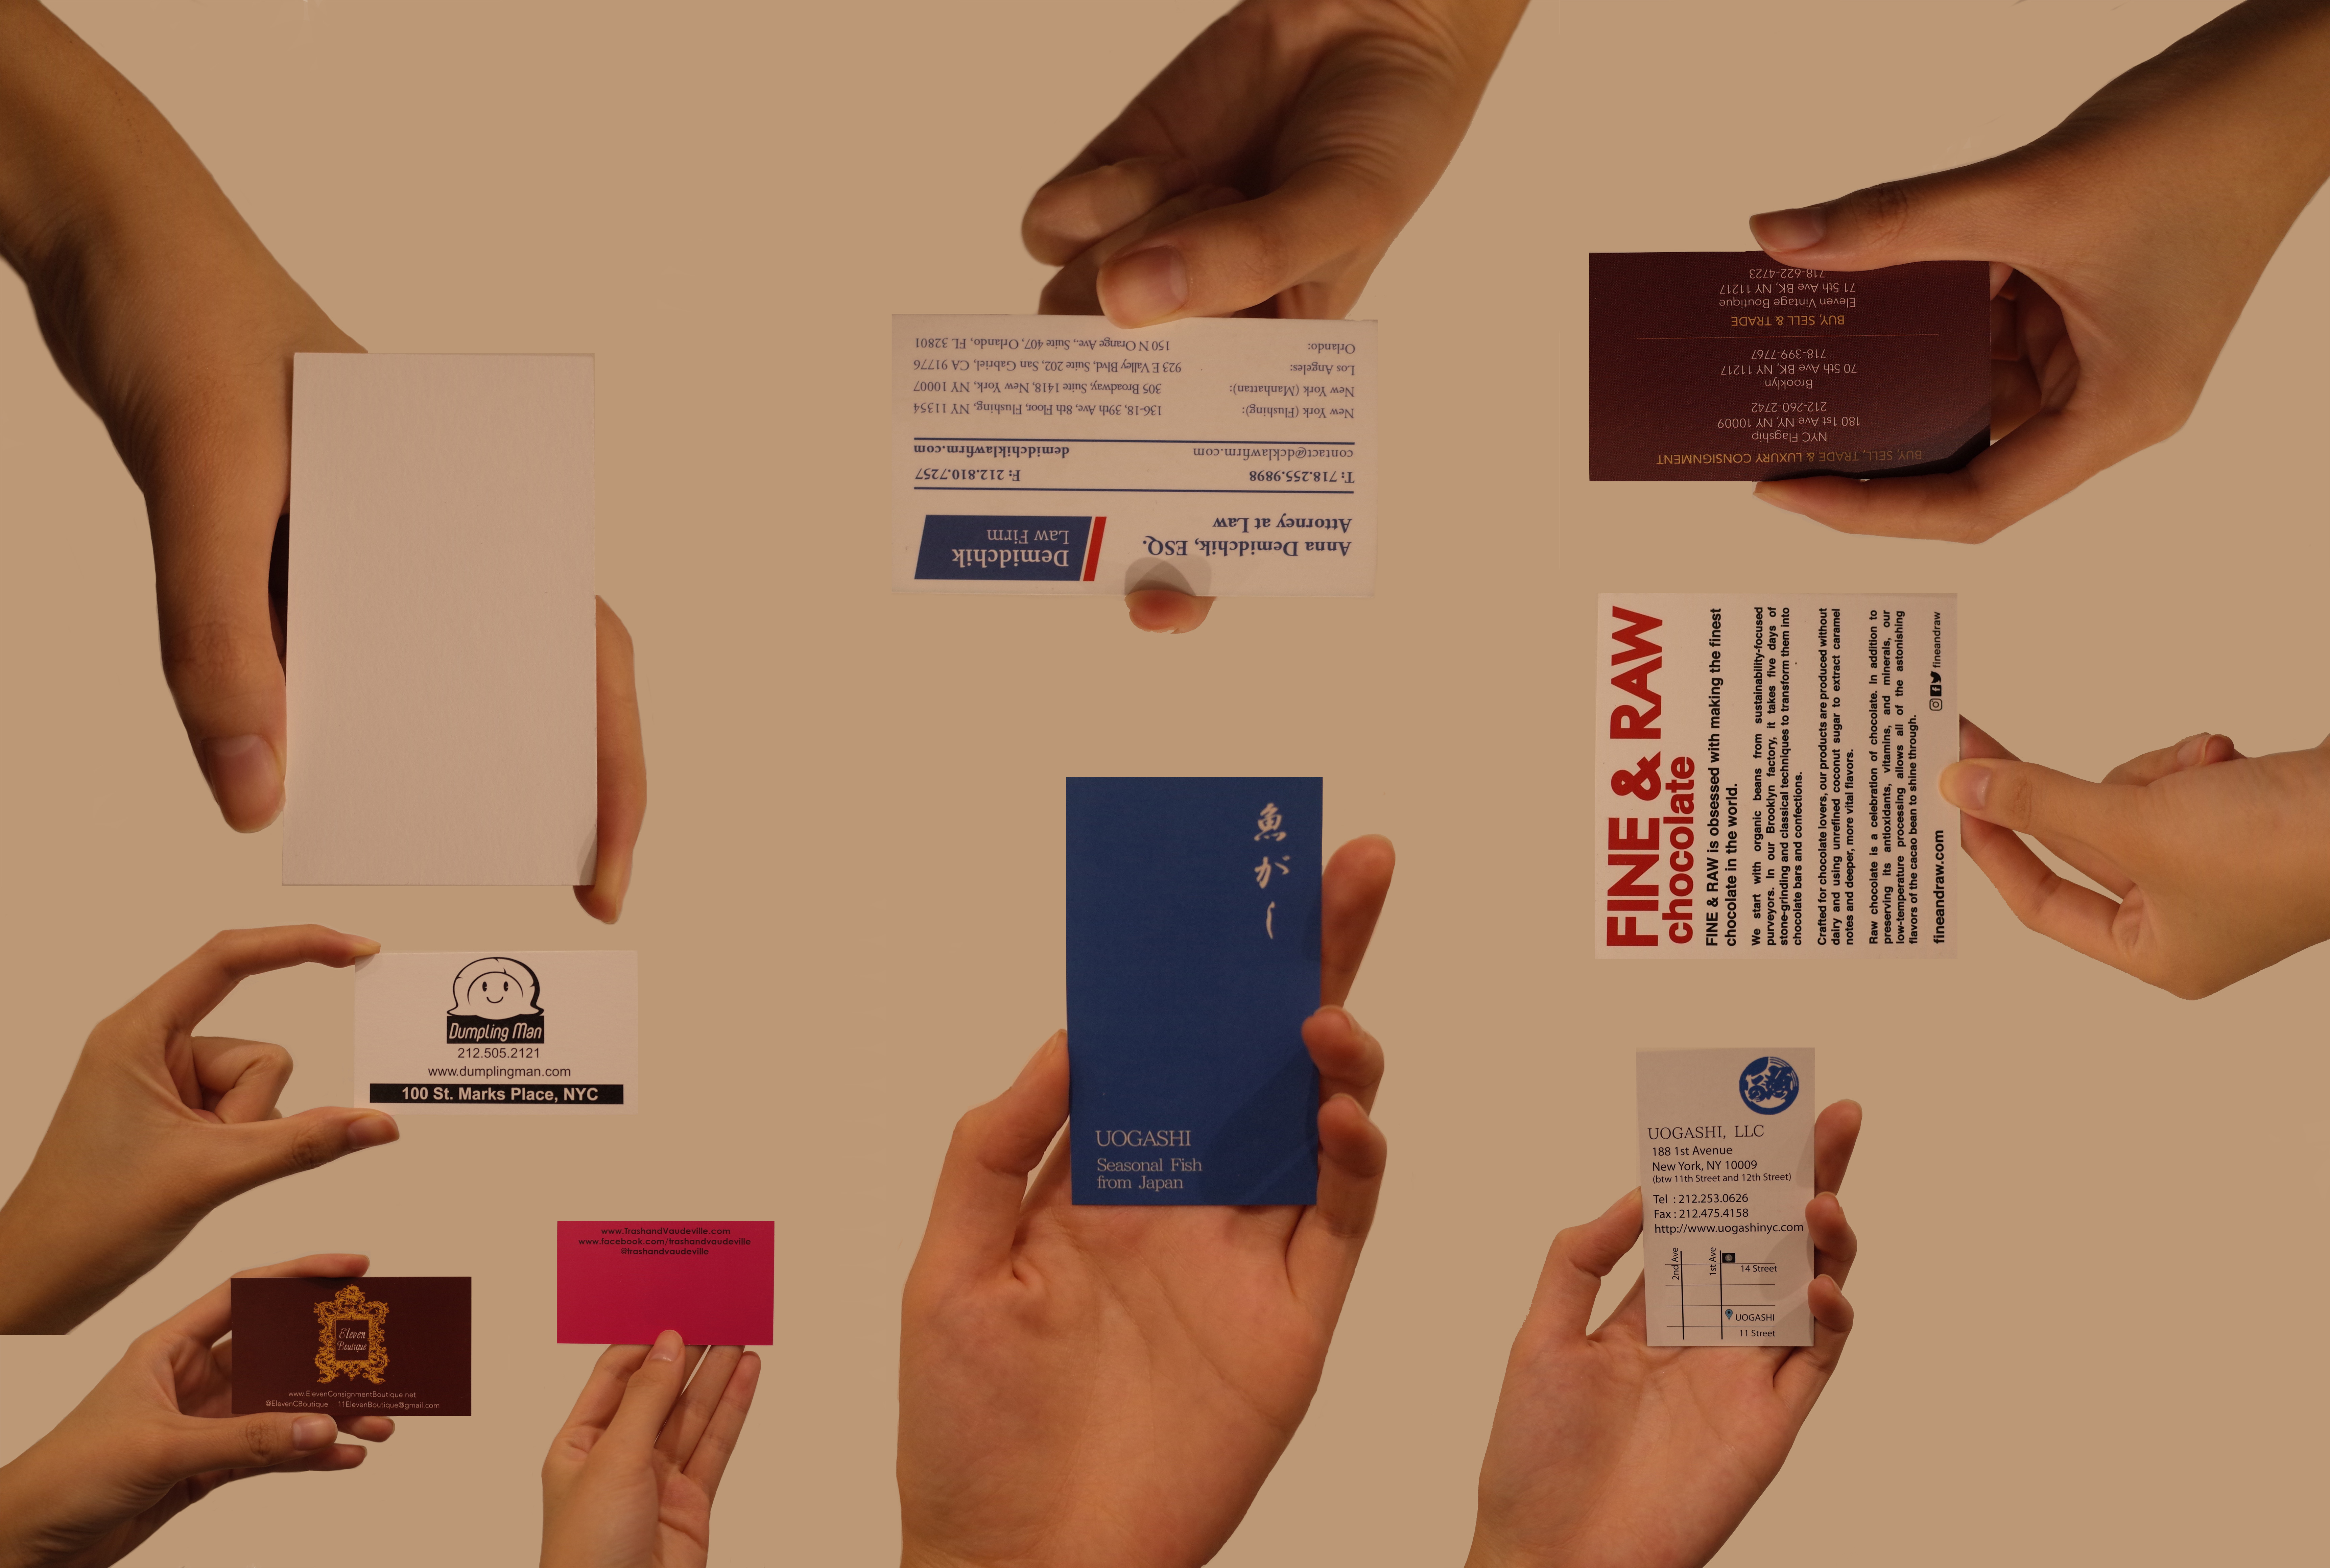 Anna Demidchik, ESQ.
Attorney at Law
Demidchik
Law Firm
T: 718.255.9898
F: 212.810.7257
contact@dcklawfirm.com
demidchiklawfirm.com
New York (Flushing): 136-18, 39th Ave, 8th Floor, Flushing, NY 11354
New York (Manhattan): 305 Broadway, Suite 1418, New York, NY 10007
Los Angeles: 923 E Valley Blvd, Suite 202, San Gabriel, CA 91776
Orlando: 150 N Orange Ave., Suite 407, Orlando, FL 32801
BUY, SELL, TRADE & LUXURY CONSIGNMENT
NYC Flagship
180 1st Ave NY, NY 10009
212-260-2742
Brooklyn
70 5th Ave BK, NY 11217
718-399-7767
BUY, SELL & TRADE
Eleven Vintage Boutique
71 5th Ave BK, NY 11217
718-622-4723
FINE & RAW
chocolate
FINE & RAW is obsessed with making the finest
chocolate in the world.
We start with organic beans from sustainability-focused
purveyors. In our Brooklyn factory, it takes five days of
stone-grinding and classical techniques to transform them into
chocolate bars and confections.
Crafted for chocolate lovers, our products are produced without
dairy and using unrefined coconut sugar to extract caramel
notes and deeper, more vital flavors.
Raw chocolate is a celebration of chocolate. In addition to
preserving its antioxidants, vitamins, and minerals, our
low-temperature processing allows all of the astonishing
flavors of the cacao bean to shine through.
fineandraw.com
fineandraw
Dumpling Man
212.505.2121
www.dumplingman.com
100 St. Marks Place, NYC
魚がし
UOGASHI
Seasonal Fish
from Japan
UOGASHI, LLC
188 1st Avenue
New York, NY 10009
(btw 11th Street and 12th Street)
Tel : 212.253.0626
Fax : 212.475.4158
http://www.uogashinyc.com
2nd Ave
1st Ave
14 Street
UOGASHI
11 Street
Eleven
Boutique
www.ElevenConsignmentBoutique.net
@ElevenCBoutique 11ElevenBoutique@gmail.com
www.TrashandVaudeville.com
www.facebook.com/trashandvaudeville
@trashandvaudeville